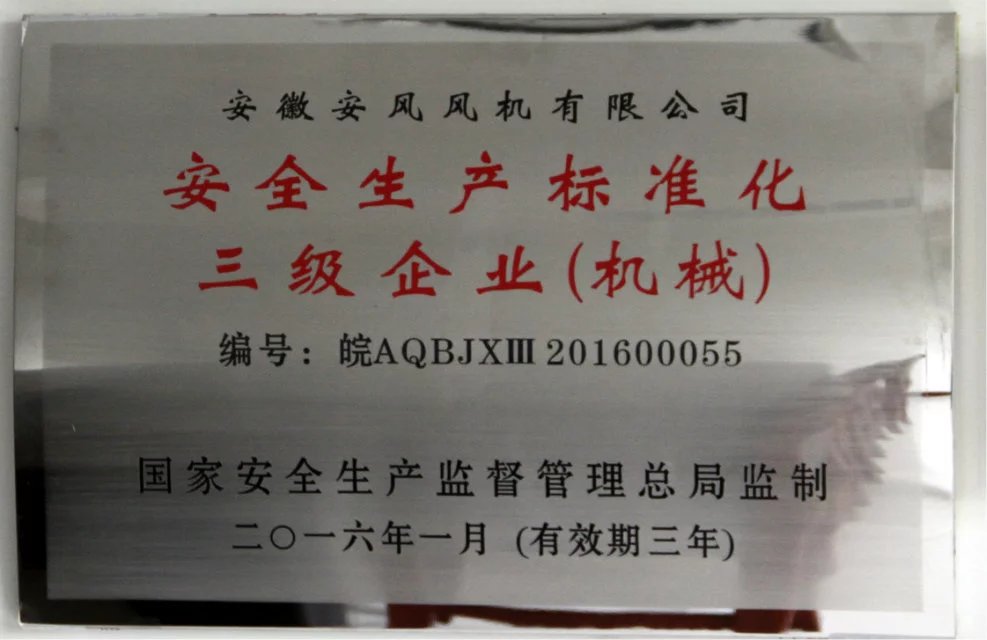 安徽安风风机有限公司
安全生产标准化
三级企业(机械)
编号：皖AQBJXⅢ201600055
国家安全生产监督管理总局监制
二〇一六年一月 (有效期三年)